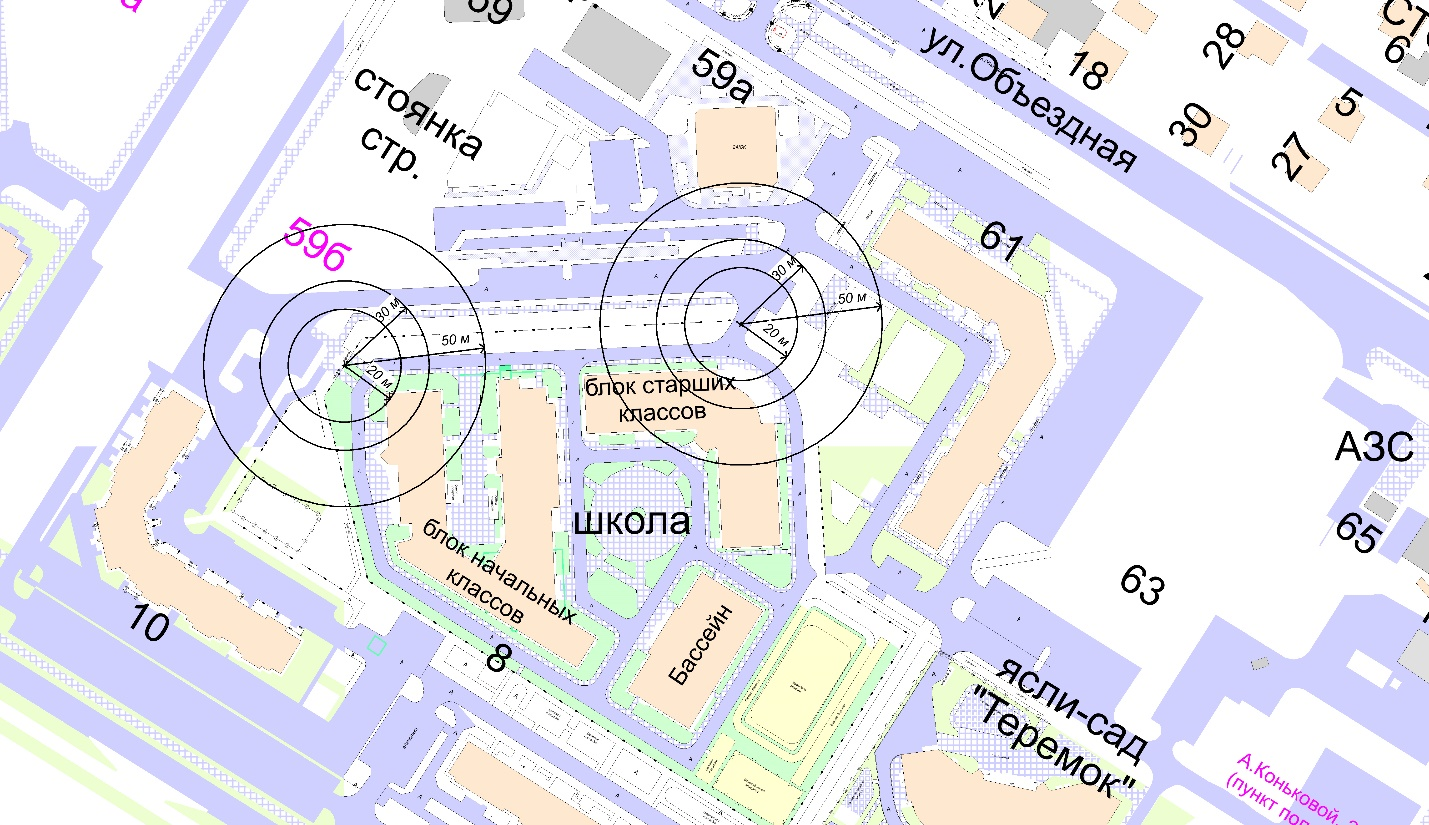 а
59
59а
2
18
28
СТ
6
5
30
27
ул.Объездная
стоянка
стр.
59б
61
30 м
50 м
20 м
30 м
50 м
20 м
блок старших
классов
школа
блок начальных
классов
Бассейн
8
10
АЗС
65
63
ясли-сад
"Теремок"
А.Коньковой,
(пункт